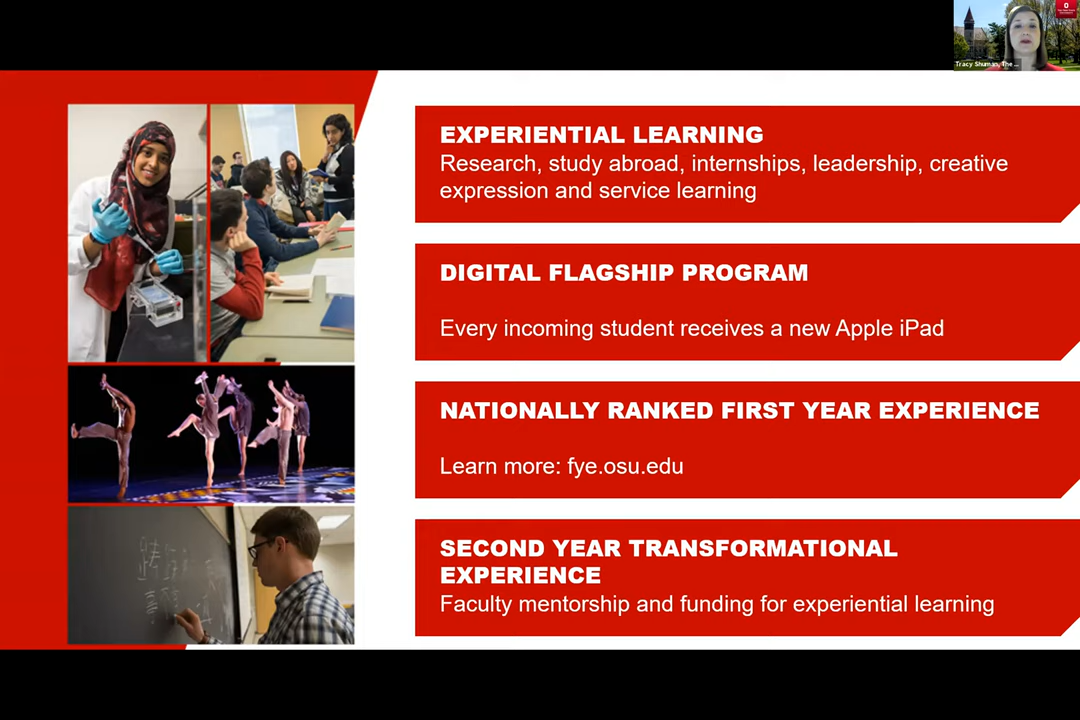 Tracy Shuman, The ...
EXPERIENTIAL LEARNING
Research, study abroad, internships, leadership, creative
expression and service learning
DIGITAL FLAGSHIP PROGRAM
Every incoming student receives a new Apple iPad
NATIONALLY RANKED FIRST YEAR EXPERIENCE
Learn more: fye.osu.edu
SECOND YEAR TRANSFORMATIONAL
EXPERIENCE
Faculty mentorship and funding for experiential learning